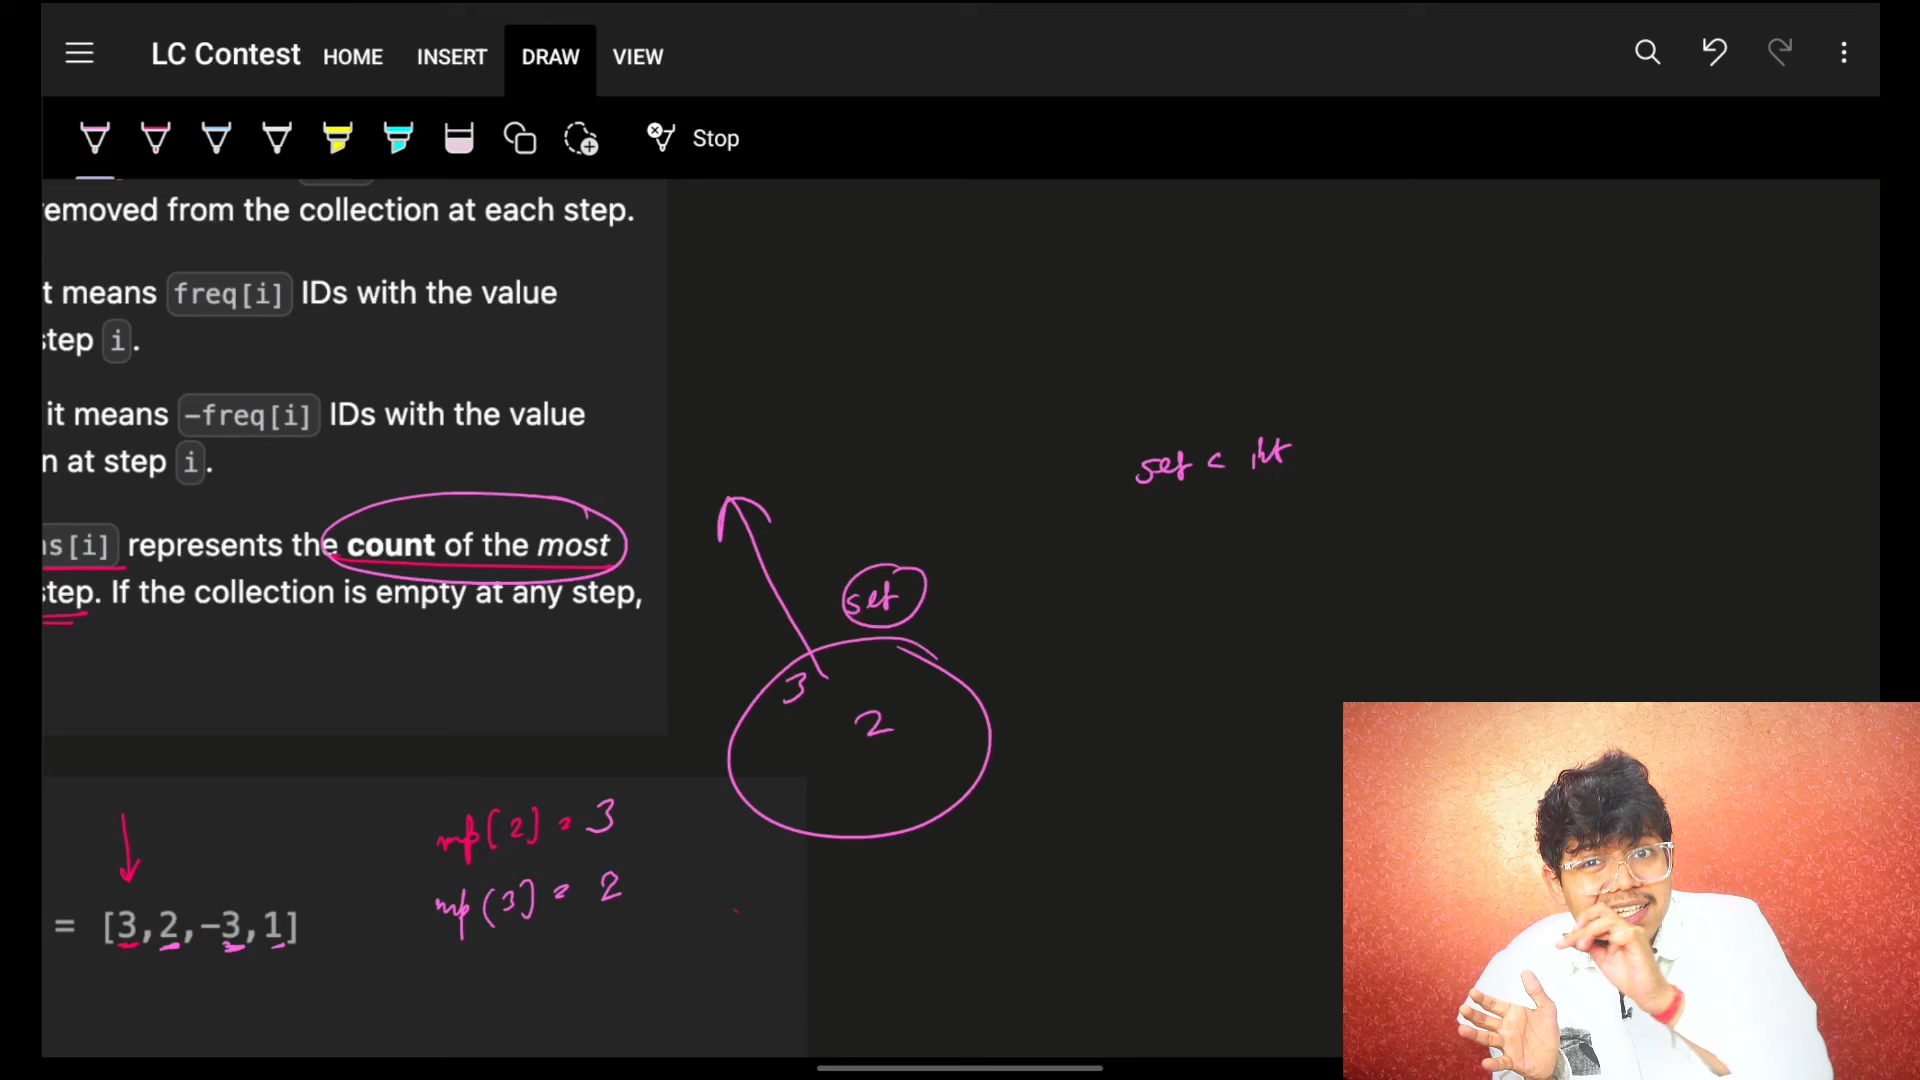 LC Contest HOME INSERT DRAW VIEW
Stop
emoved from the collection at each step.
t means freq[i] IDs with the value
step i.
it means -freq[i] IDs with the value
n at step i.
s[i] represents the count of the most
step. If the collection is empty at any step,
set < int
set
3
2
mp(2) = 3
mp(3) = 2
= [3,2,-3,1]